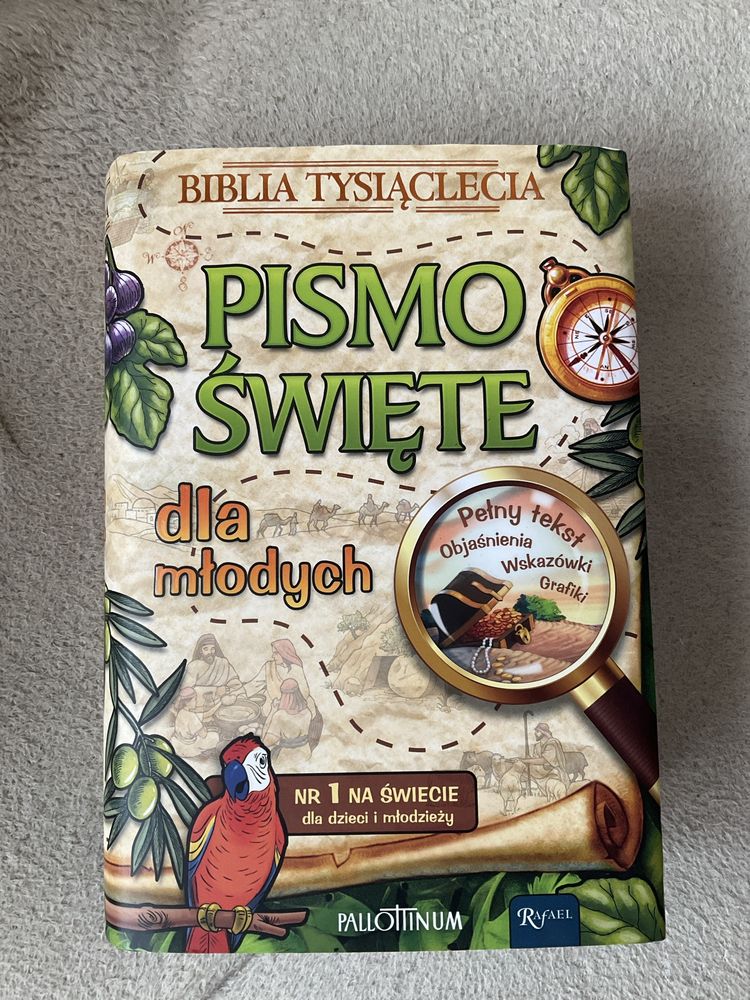 BIBLIA TYSIĄCLECIA
PISMO
ŚWIĘTE
dla
młodych
Pełny tekst
Objaśnienia
Wskazówki
Grafiki
NR 1 NA ŚWIECIE
dla dzieci i młodzieży
PALLOTTINUM
RAFAEL